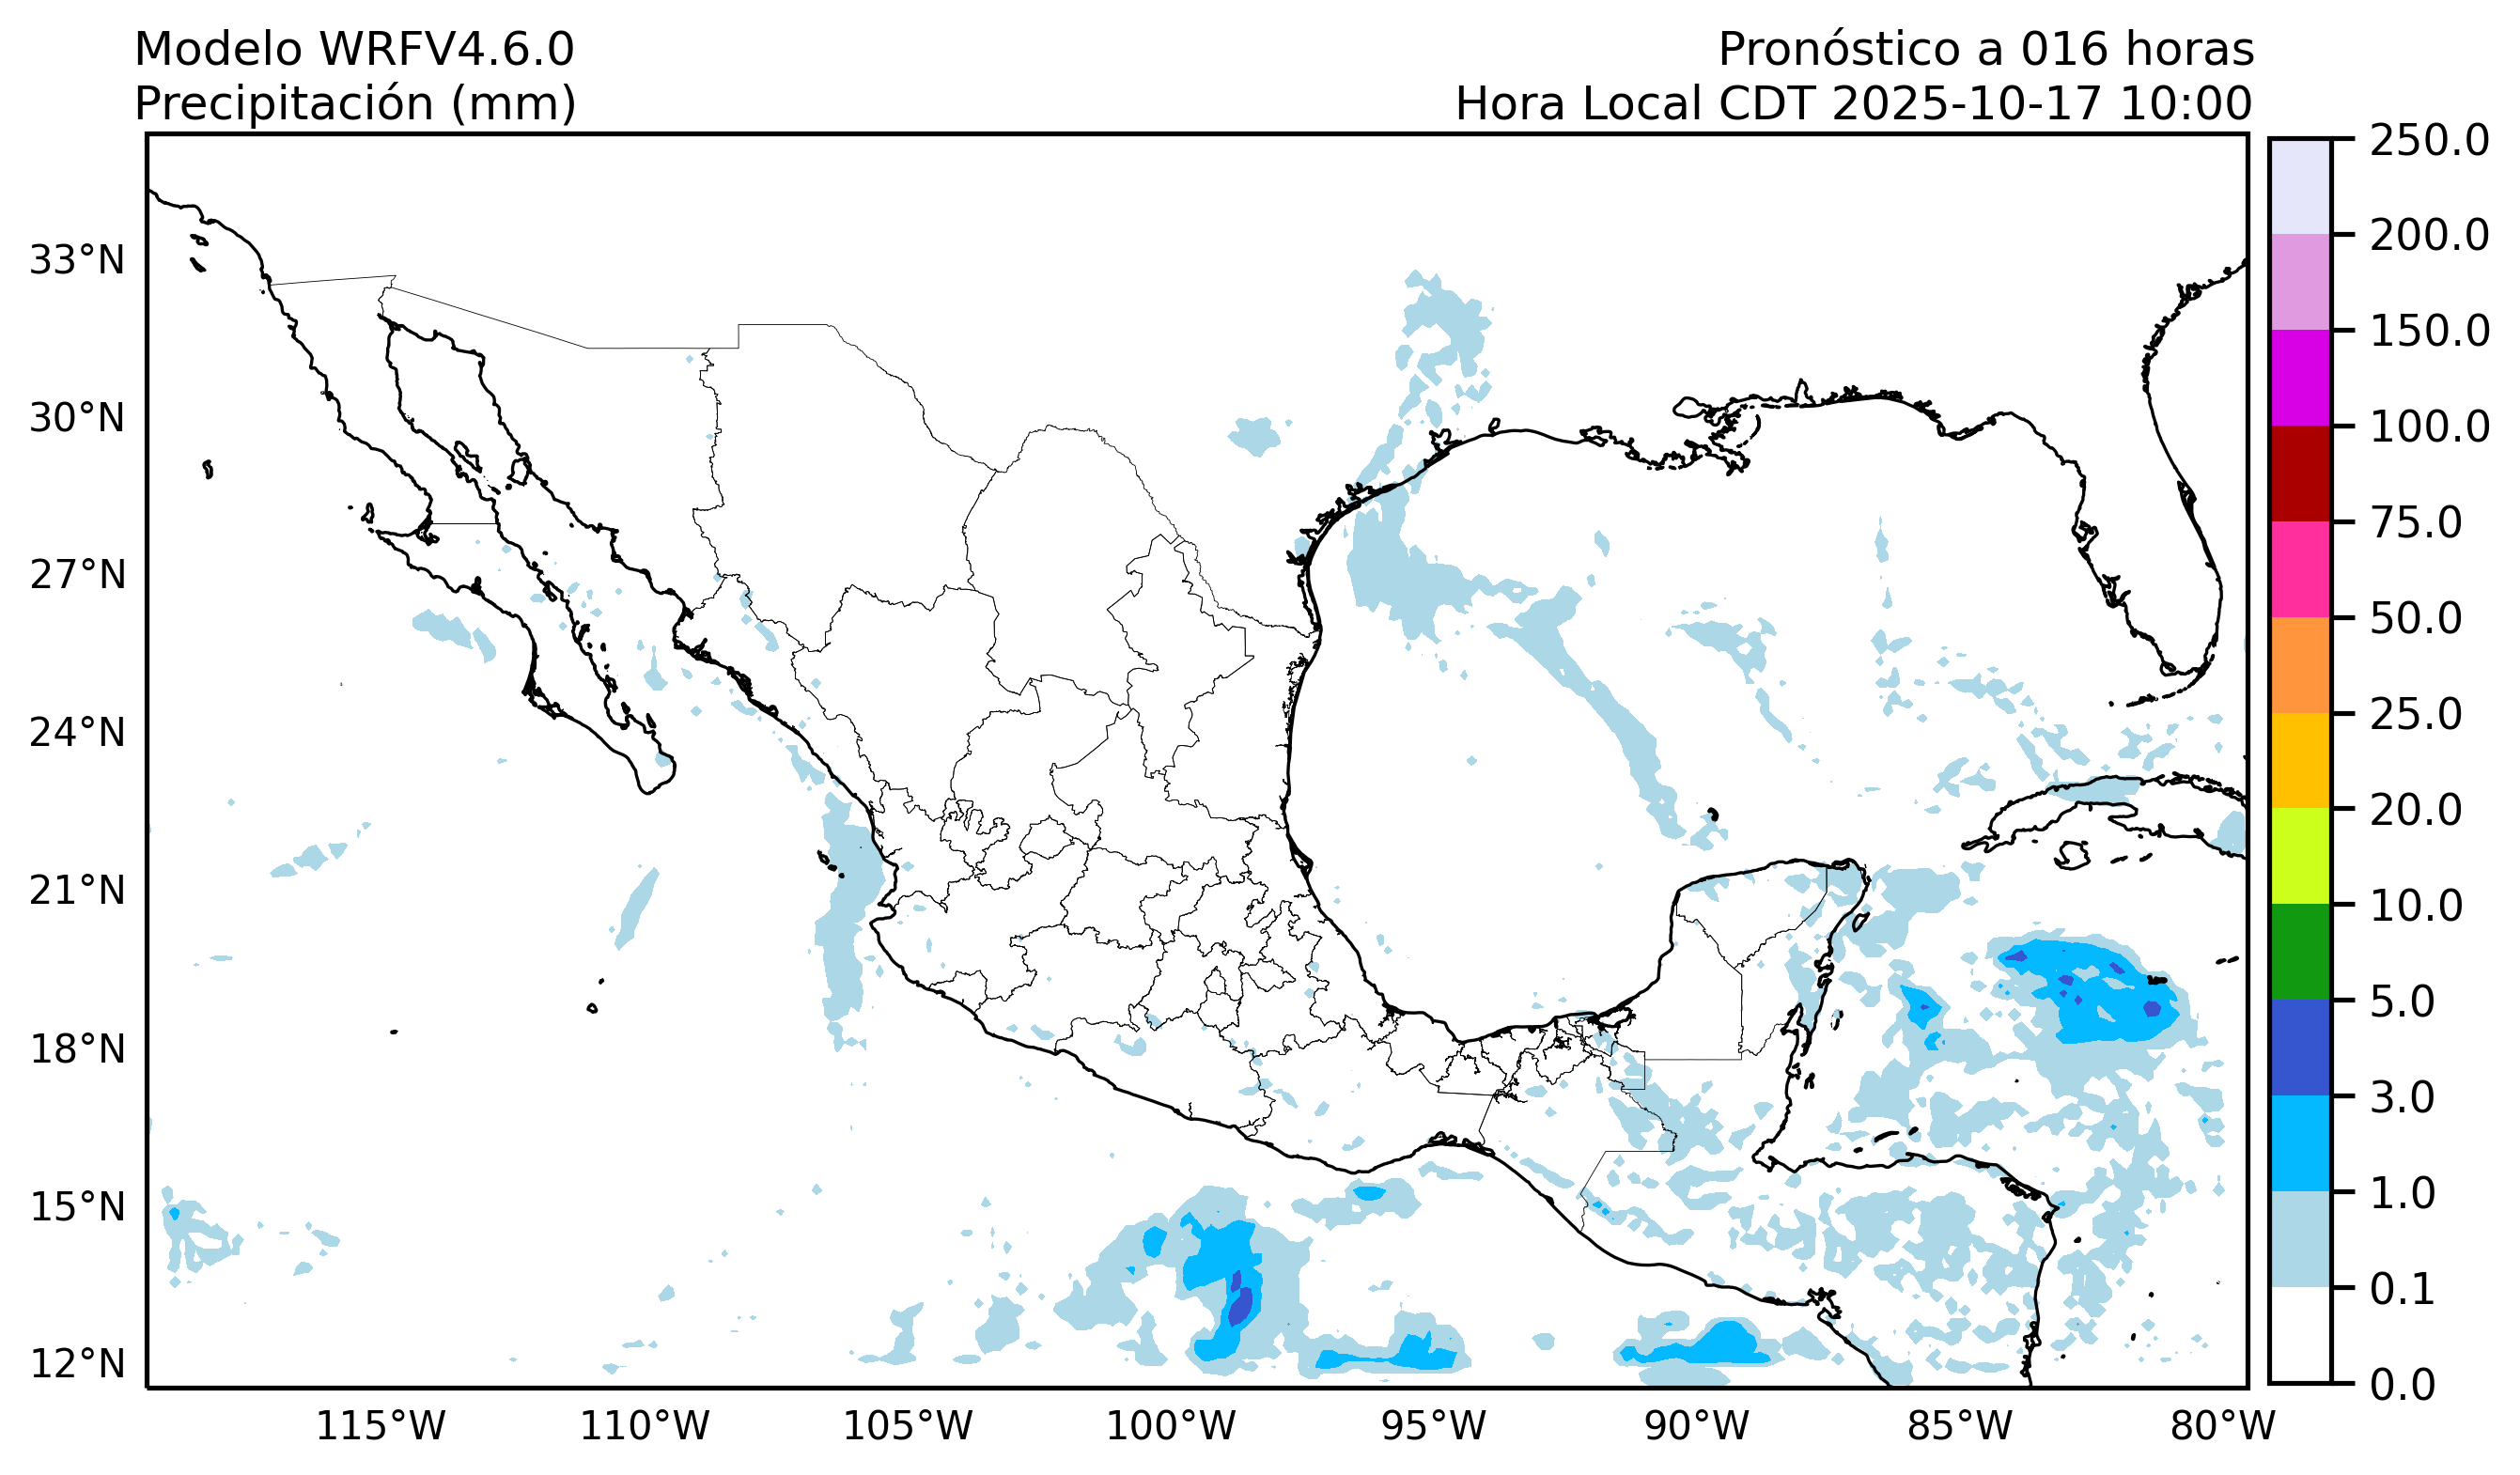 Modelo WRFV4.6.0
Precipitación (mm)
Pronóstico a 016 horas
Hora Local CDT 2025-10-17 10:00
33°N
30°N
27°N
24°N
21°N
18°N
15°N
12°N
115°W
110°W
105°W
100°W
95°W
90°W
85°W
80°W
250.0
200.0
150.0
100.0
75.0
50.0
25.0
20.0
10.0
5.0
3.0
1.0
0.1
0.0